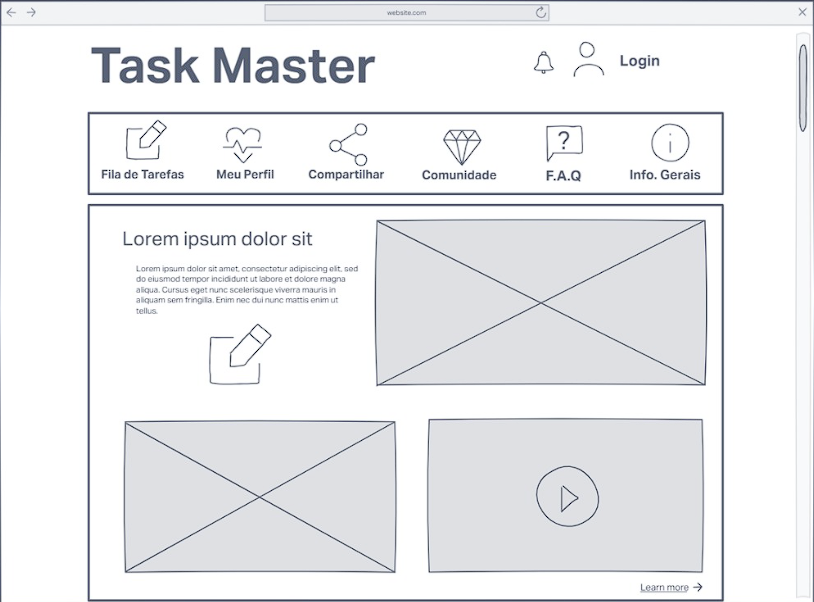 website.com
Task Master
Login
Fila de Tarefas
Meu Perfil
Compartilhar
Comunidade
?
F.A.Q
i
Info. Gerais
Lorem ipsum dolor sit
Lorem ipsum dolor sit amet, consectetur adipiscing elit, sed
do eiusmod tempor incididunt ut labore et dolore magna
aliqua. Cursus eget nunc scelerisque viverra mauris in
aliquam sem fringilla. Enim nec dui nunc mattis enim ut
tellus.
Learn more